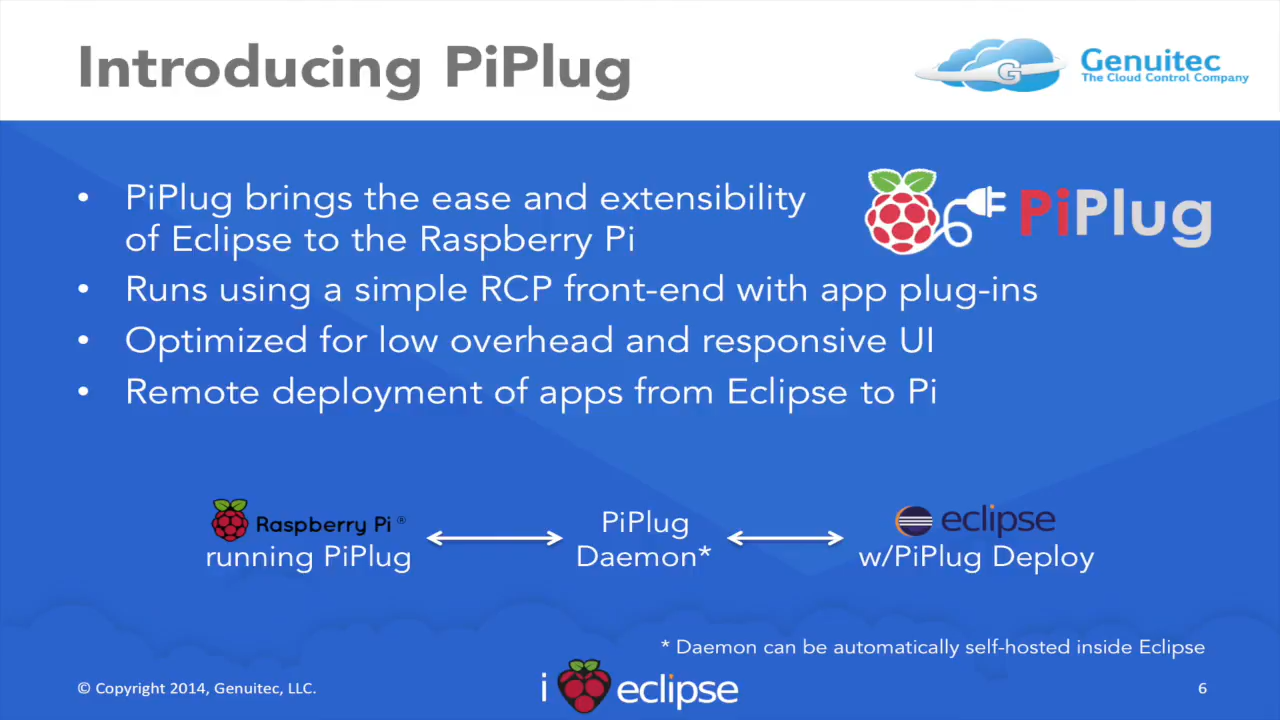 Introducing PiPlug
G
Genuitec
The Cloud Control Company
• PiPlug brings the ease and extensibility
of Eclipse to the Raspberry Pi
PiPlug
• Runs using a simple RCP front-end with app plug-ins
• Optimized for low overhead and responsive UI
• Remote deployment of apps from Eclipse to Pi
Raspberry Pi ®
running PiPlug
PiPlug
Daemon*
eclipse
w/PiPlug Deploy
* Daemon can be automatically self-hosted inside Eclipse
© Copyright 2014, Genuitec, LLC.
i eclipse
6